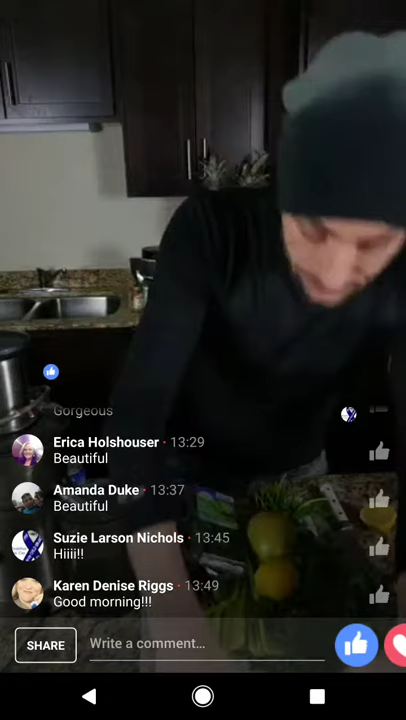 Gorgeous
Erica Holshouser · 13:29
Beautiful
Amanda Duke · 13:37
Beautiful
Suzie Larson Nichols · 13:45
Hiiii!!
Karen Denise Riggs · 13:49
Good morning!!!
SHARE
Write a comment...